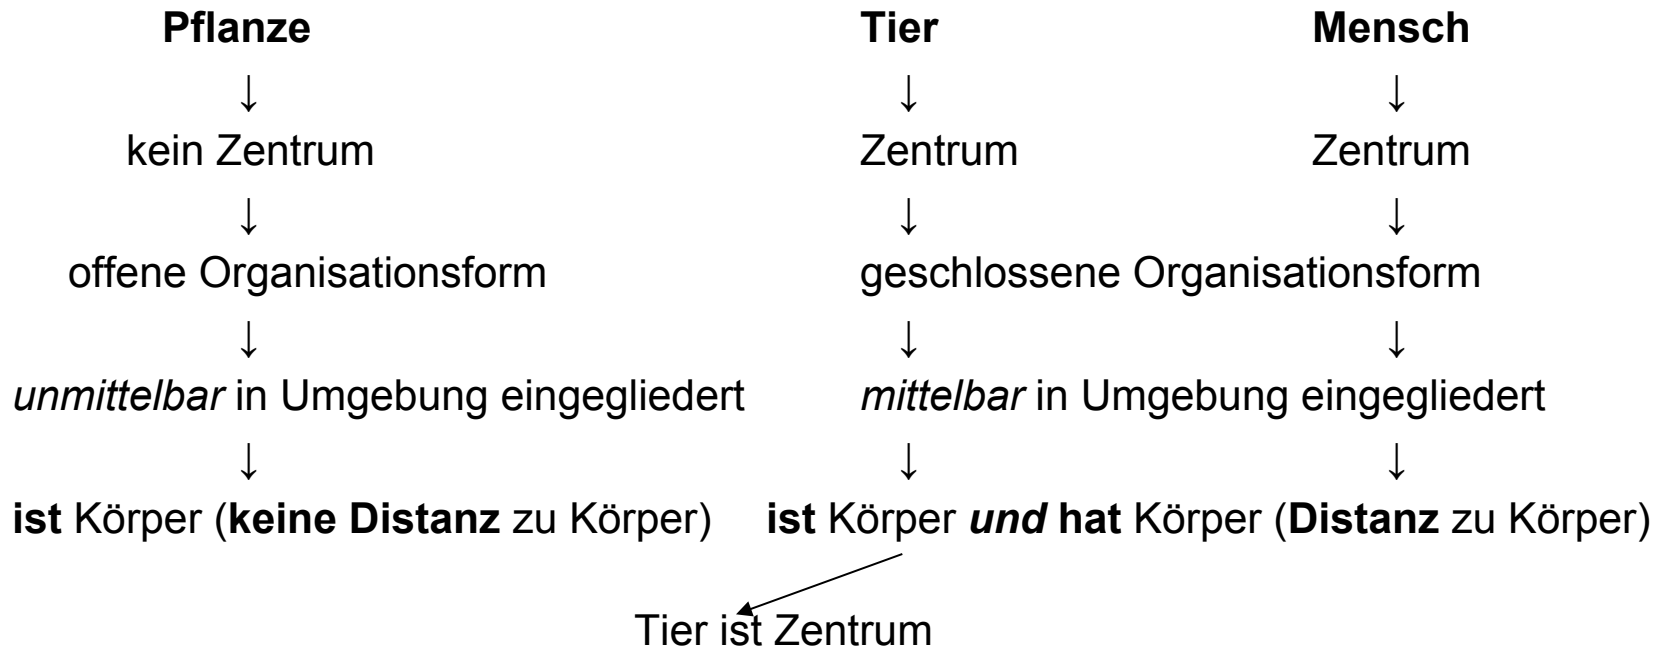 Pflanze Tier Mensch
↓ ↓ ↓
kein Zentrum Zentrum Zentrum
↓ ↓ ↓
offene Organisationsform geschlossene Organisationsform
↓ ↓ ↓
unmittelbar in Umgebung eingegliedert mittelbar in Umgebung eingegliedert
↓ ↓ ↓
ist Körper (keine Distanz zu Körper) ist Körper und hat Körper (Distanz zu Körper)
Tier ist Zentrum